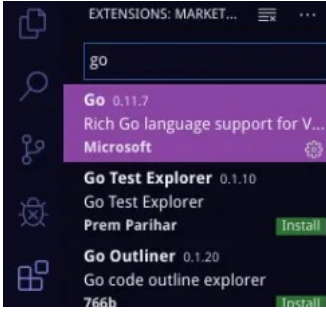 EXTENSIONS: MARKET...
go
Go 0.11.7
Rich Go language support for V...
Microsoft
Go Test Explorer 0.1.10
Go Test Explorer
Prem Parihar Install
Go Outliner 0.1.20
Go code outline explorer
766b Install